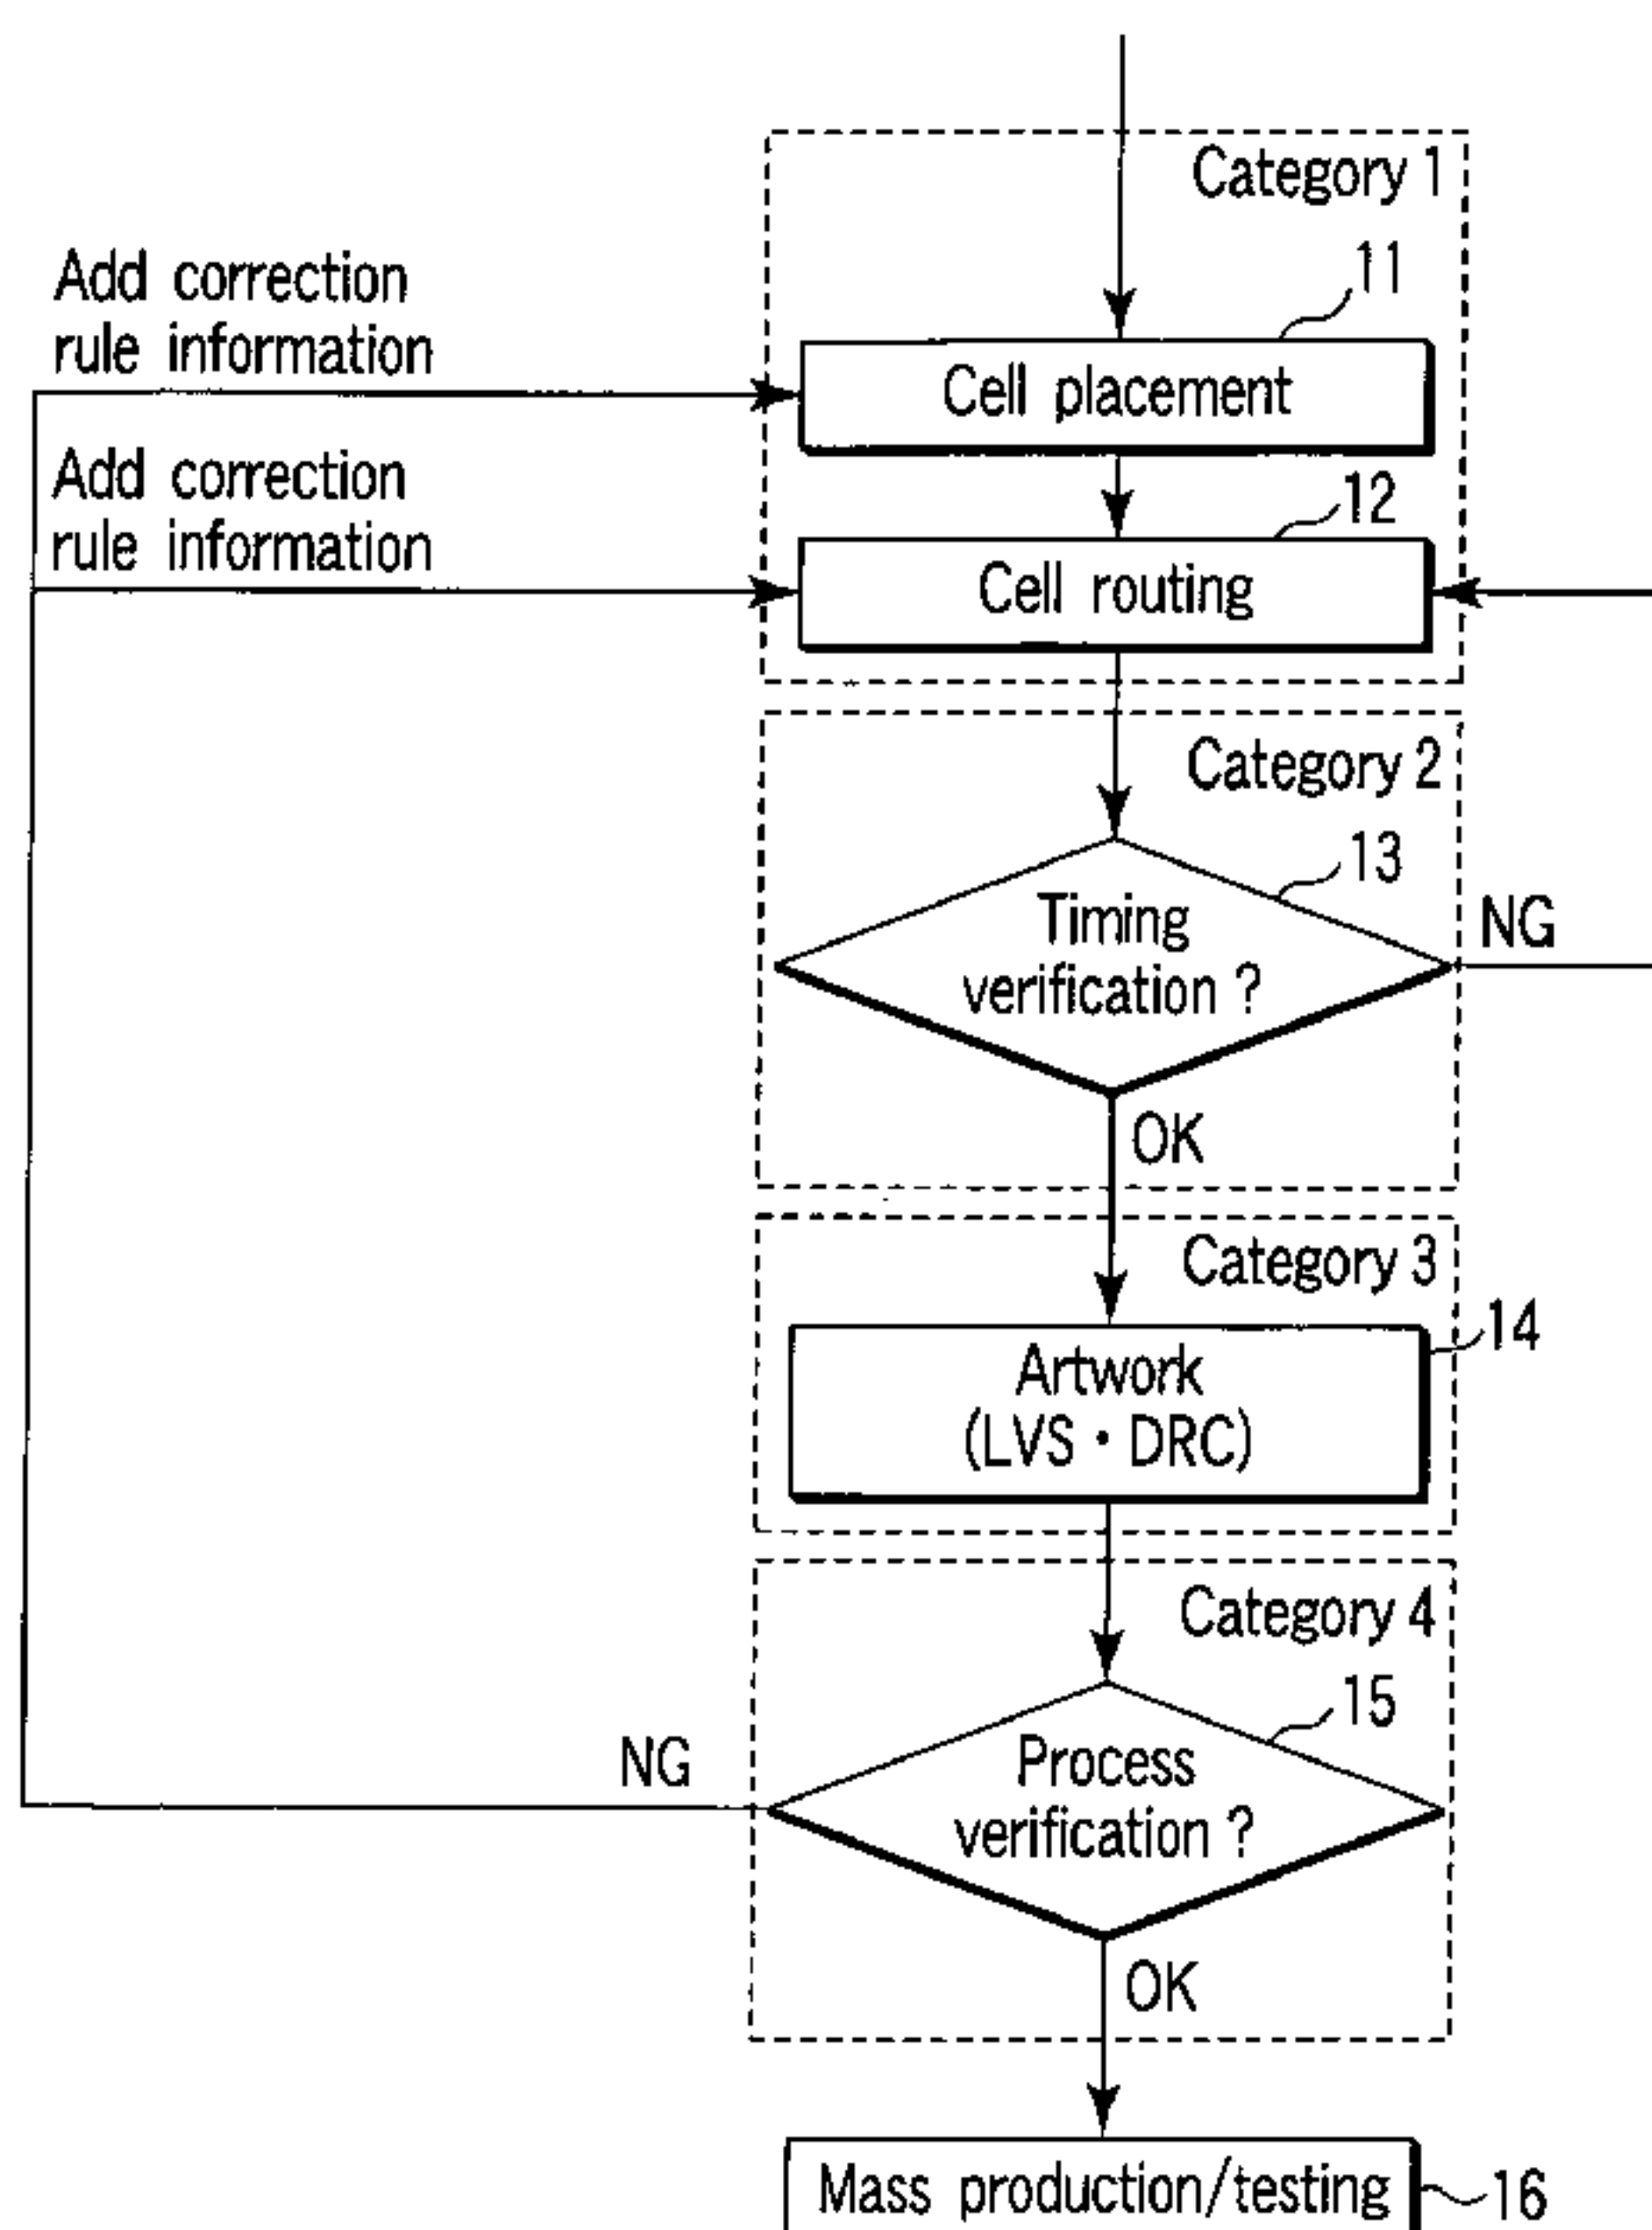 Category 1
11
Add correction
rule information
Cell placement
Add correction
rule information
12
Cell routing
Category 2
13
Timing
verification ?
NG
OK
Category 3
14
Artwork
(LVS・DRC)
Category 4
15
Process
verification ?
NG
OK
Mass production/testing
16